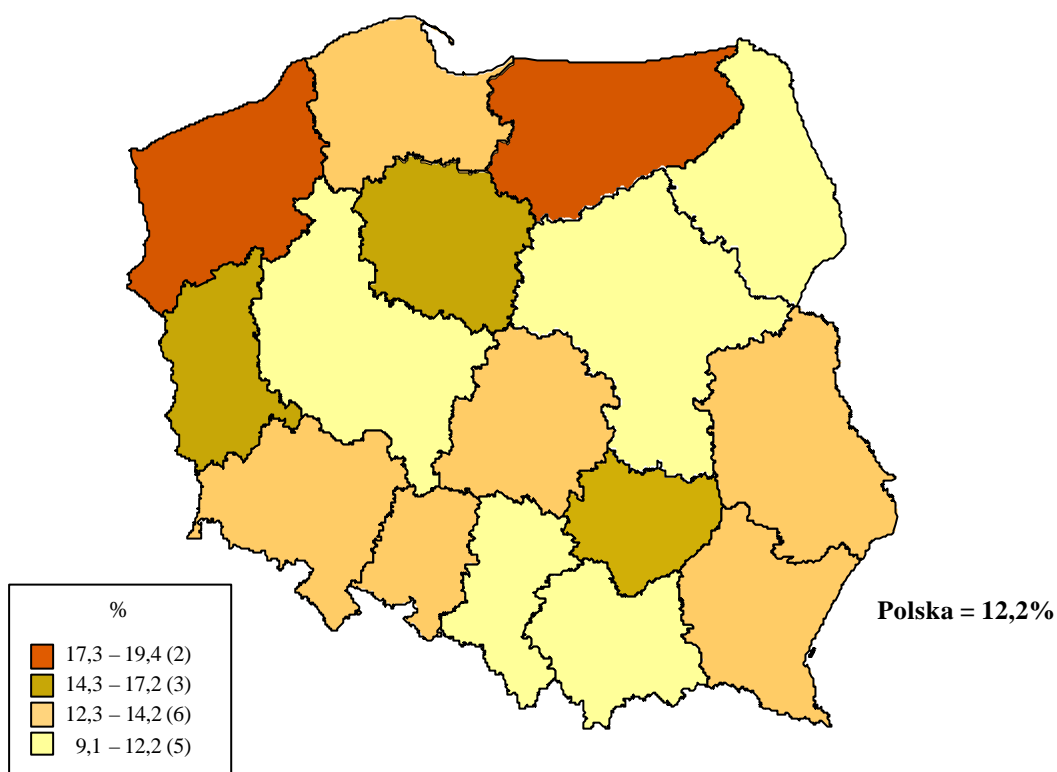 Polska = 12,2%
%
17,3 – 19,4 (2)
14,3 – 17,2 (3)
12,3 – 14,2 (6)
9,1 – 12,2 (5)